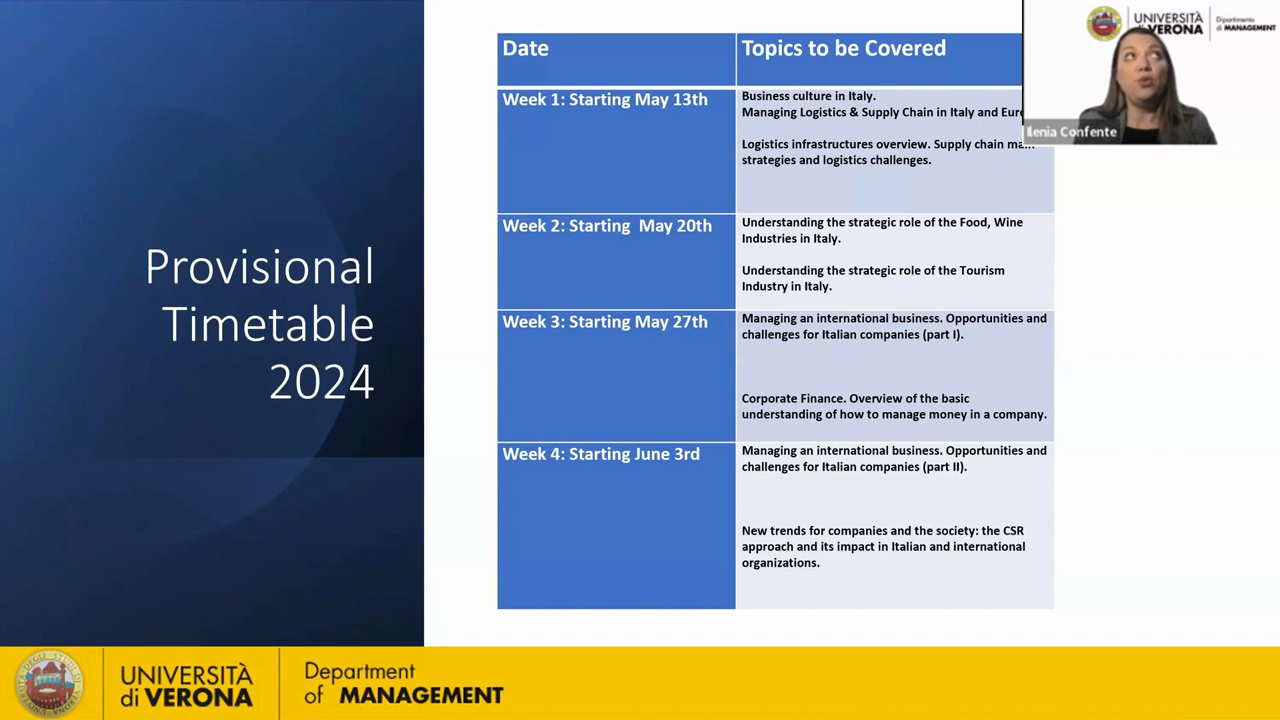 Provisional
Timetable
2024
Date
Topics to be Covered
Week 1: Starting May 13th
Business culture in Italy.
Managing Logistics & Supply Chain in Italy and
Logistics infrastructures overview. Supply chain
strategies and logistics challenges.
Week 2: Starting May 20th
Understanding the strategic role of the Food, Wine
Industries in Italy.
Understanding the strategic role of the Tourism
Industry in Italy.
Week 3: Starting May 27th
Managing an international business. Opportunities and
challenges for Italian companies (part I).
Corporate Finance. Overview of the basic
understanding of how to manage money in a company.
Week 4: Starting June 3rd
Managing an international business. Opportunities and
challenges for Italian companies (part II).
New trends for companies and the society: the CSR
approach and its impact in Italian and international
organizations.
UNIVERSITÀ
di VERONA
Dipartimento
di MANAGEMENT
Ilenia Confente
UNIVERSITÀ
di VERONA
Department
of MANAGEMENT